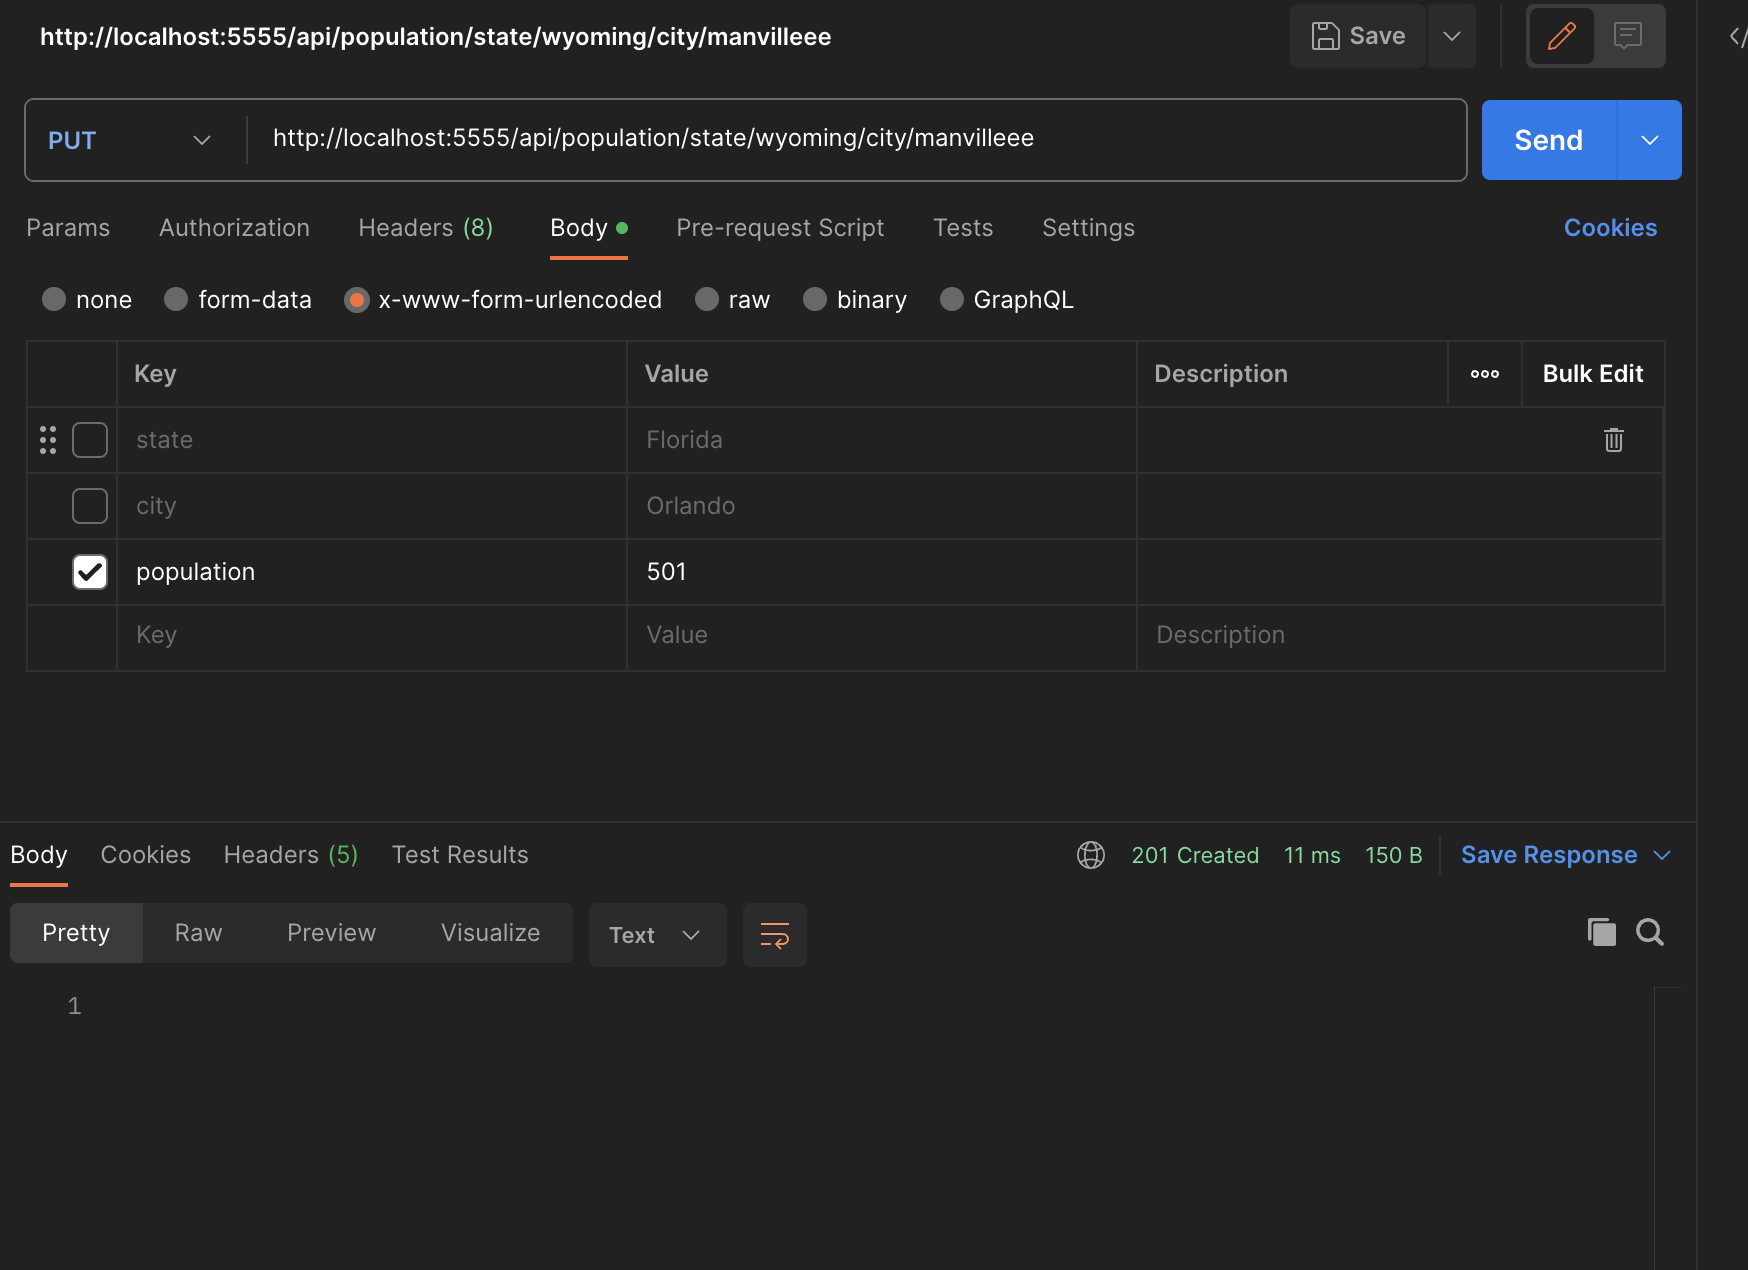 http://localhost:5555/api/population/state/wyoming/city/manvilleee
Save
PUT
http://localhost:5555/api/population/state/wyoming/city/manvilleee
Send
Params Authorization Headers (8) Body Pre-request Script Tests Settings Cookies
none form-data x-www-form-urlencoded raw binary GraphQL
Key Value Description Bulk Edit
state Florida
city Orlando
population 501
Key Value Description
Body Cookies Headers (5) Test Results 201 Created 11 ms 150 B Save Response
Pretty Raw Preview Visualize Text
1